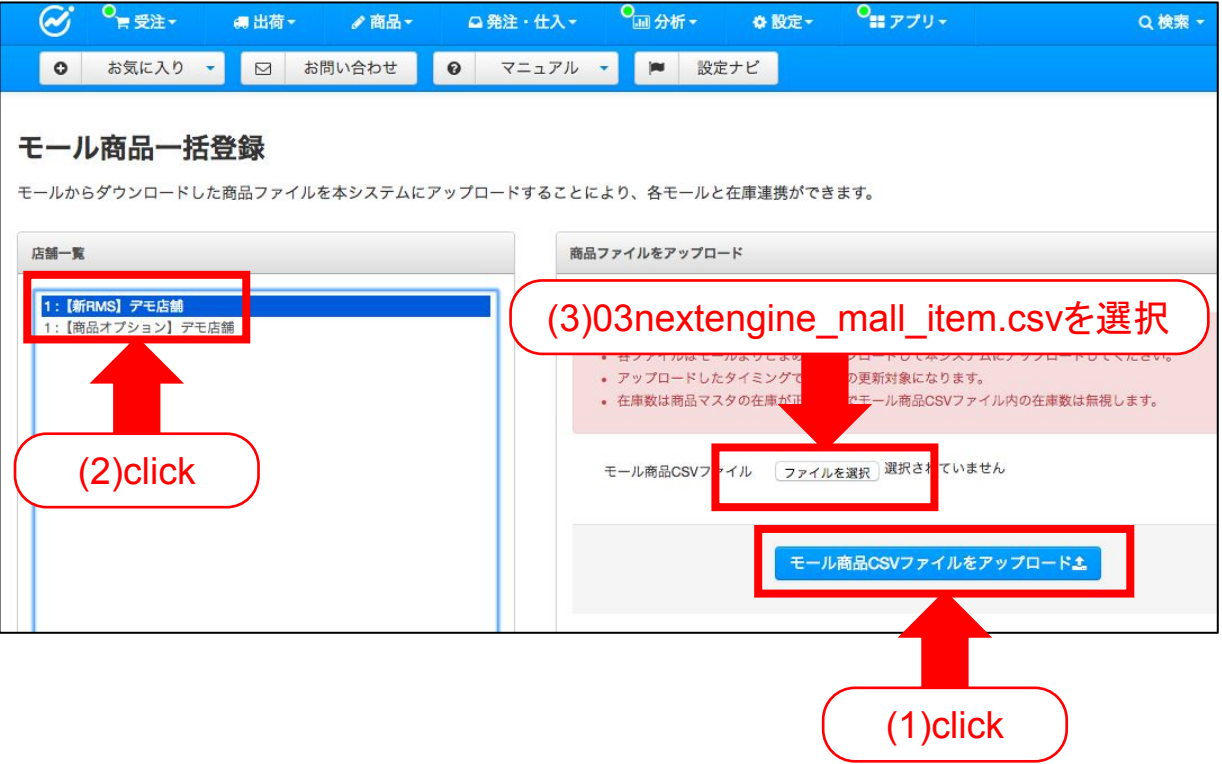 受注 出荷 商品 発注・仕入 分析 設定 アプリ 検索
お気に入り お問い合わせ マニュアル 設定ナビ
モール商品一括登録
モールからダウンロードした商品ファイルを本システムにアップロードすることにより、各モールと在庫連携ができます。
店舗一覧
1:【新RMS】デモ店舗
1:【商品オプション】デモ店舗
(2)click
商品ファイルをアップロード
(3)03nextengine_mall_item.csvを選択
アップロードした
の更新対象になります。
在庫数は商品マスタの在庫が正
でモール商品CSVファイル内の在庫数は無視します。
モール商品CSVファイル ファイルを選択 選択されていません
モール商品CSVファイルをアップロード
(1)click